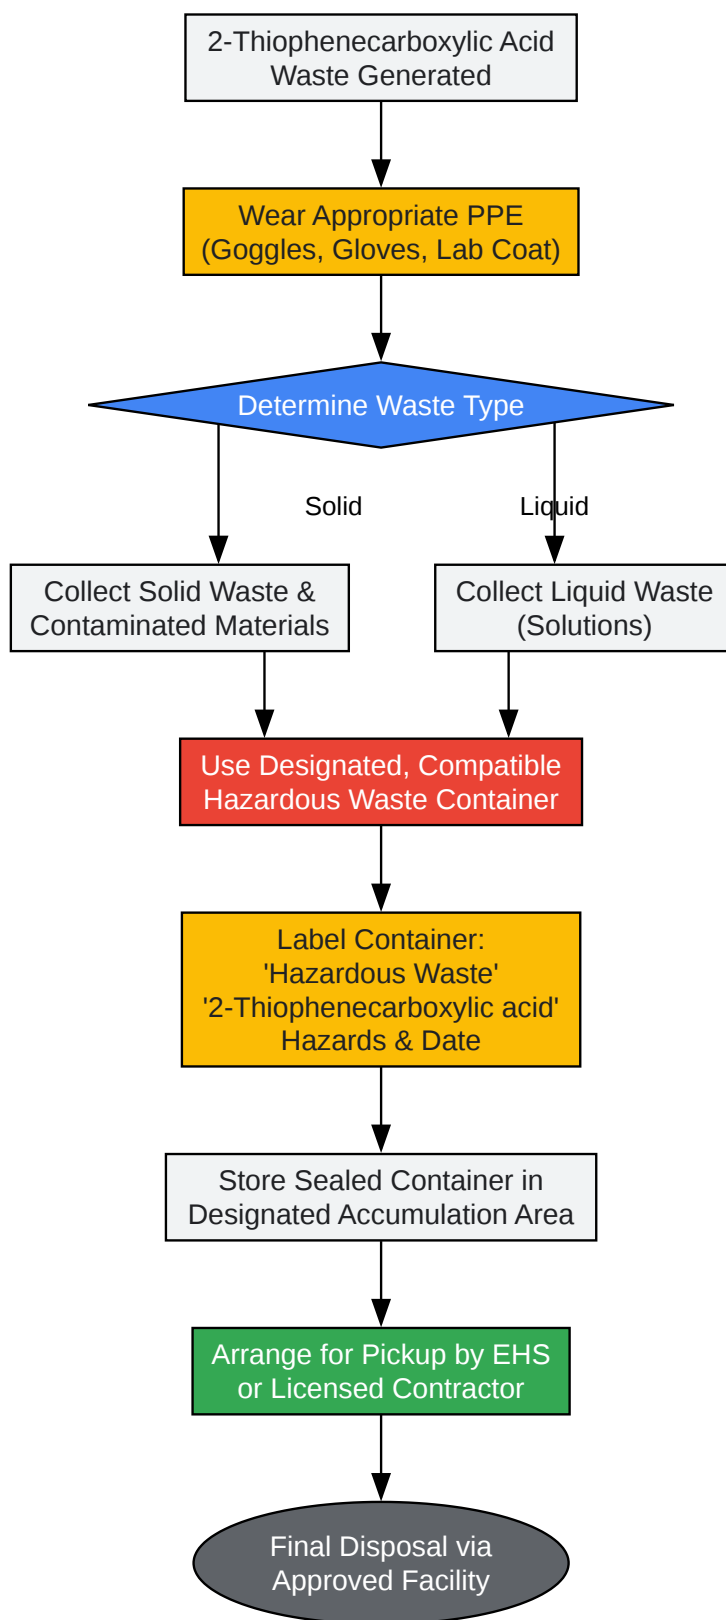 2-Thiophenecarboxylic Acid
Waste Generated
Wear Appropriate PPE
(Goggles, Gloves, Lab Coat)
Determine Waste Type
Solid
Liquid
Collect Solid Waste &
Contaminated Materials
Collect Liquid Waste
(Solutions)
Use Designated, Compatible
Hazardous Waste Container
Label Container:
'Hazardous Waste'
'2-Thiophenecarboxylic acid'
Hazards & Date
Store Sealed Container in
Designated Accumulation Area
Arrange for Pickup by EHS
or Licensed Contractor
Final Disposal via
Approved Facility